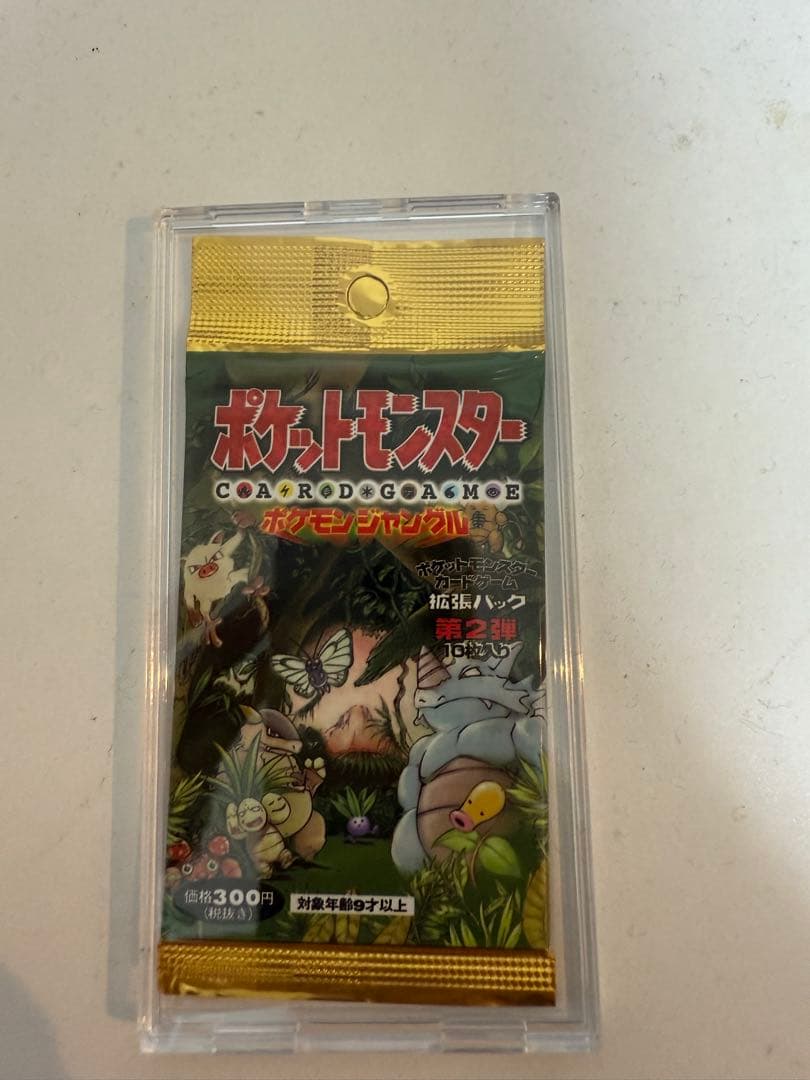 ポケットモンスター
CARDGAME
ポケモンジャングル
ポケットモンスター
カードゲーム
拡張パック
第2弾
10枚入り
価格300円
(税抜き)
対象年齢9才以上